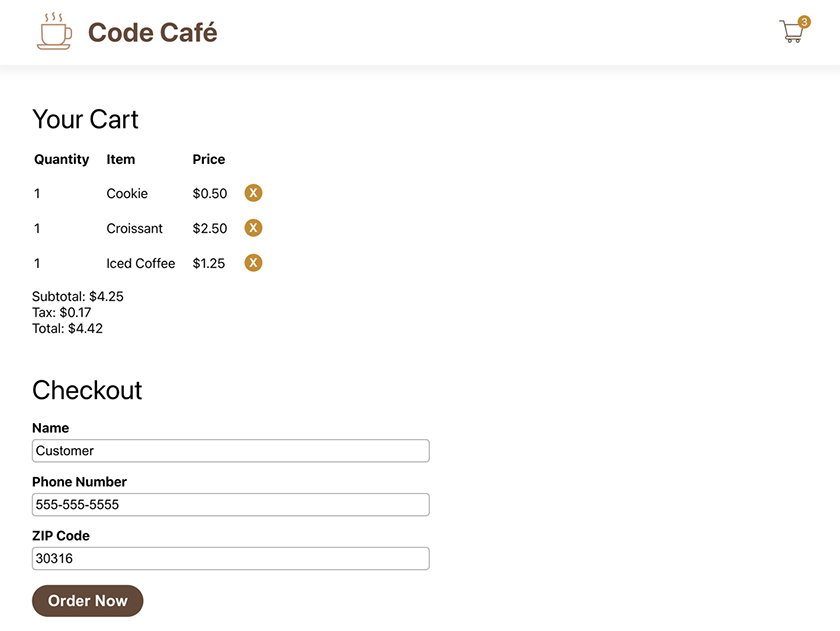 Code Café
3
Your Cart
Quantity Item Price
1 Cookie $0.50 X
1 Croissant $2.50 X
1 Iced Coffee $1.25 X
Subtotal: $4.25
Tax: $0.17
Total: $4.42
Checkout
Name
Customer
Phone Number
555-555-5555
ZIP Code
30316
Order Now